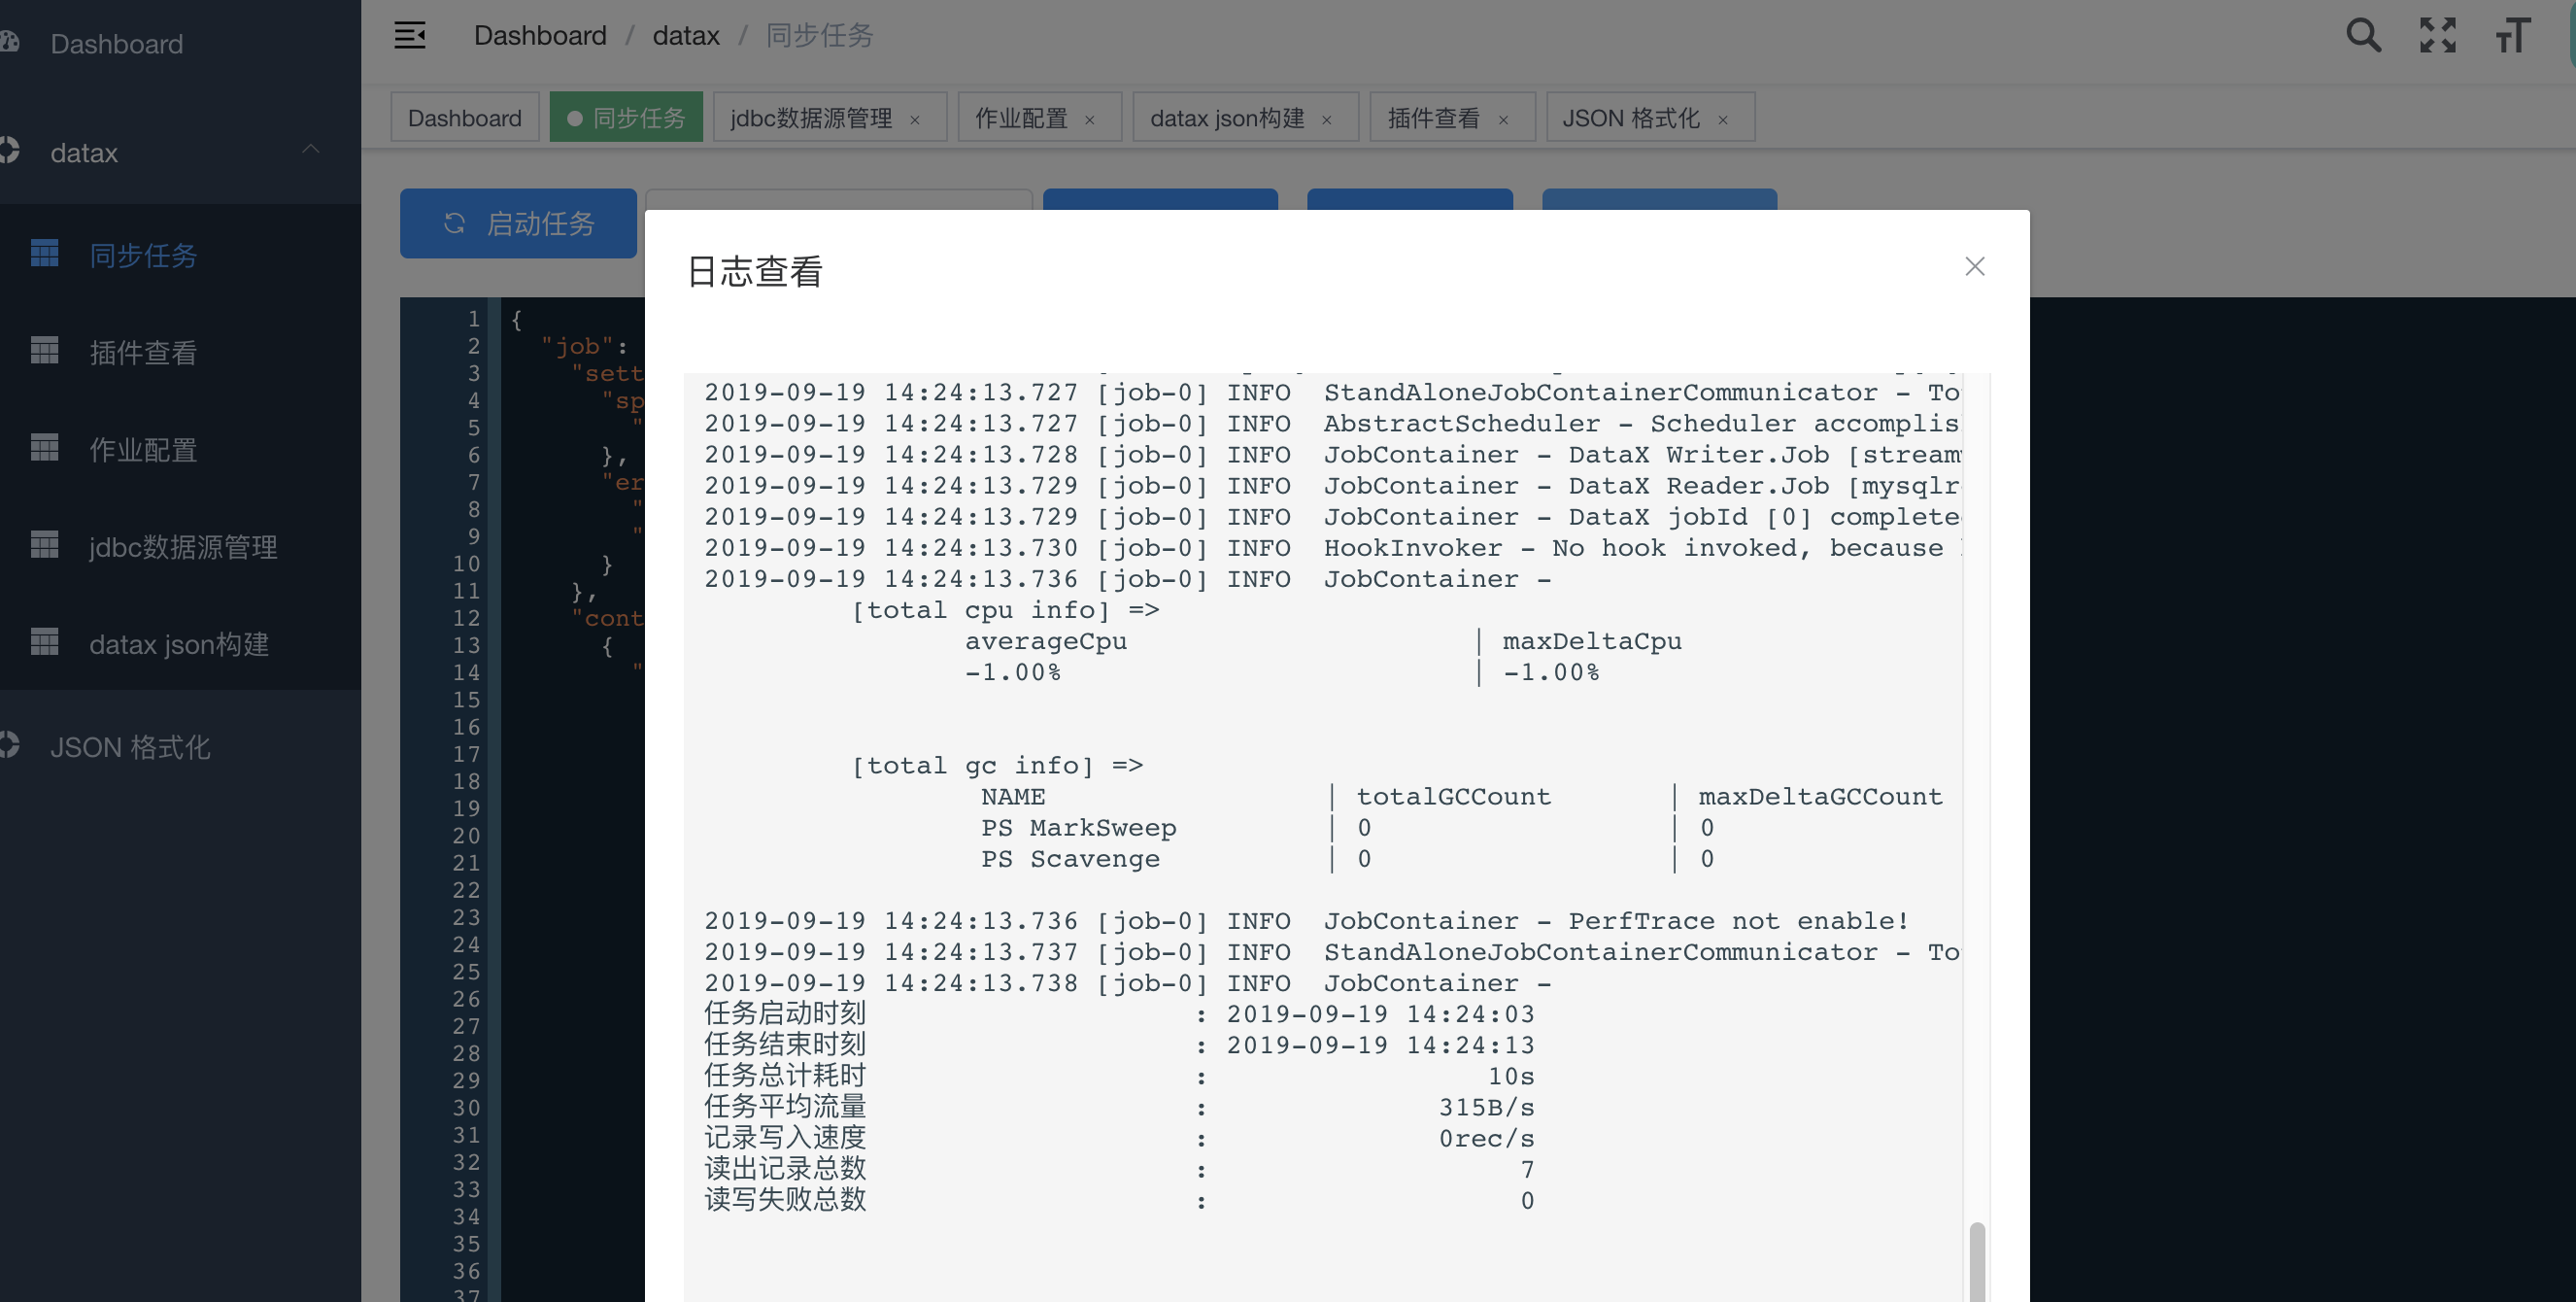 Dashboard
datax
同步任务
插件查看
作业配置
jdbc数据源管理
datax json构建
JSON 格式化
Dashboard / datax / 同步任务
Dashboard
同步任务
jdbc数据源管理 ×
作业配置 ×
datax json构建 ×
插件查看 ×
JSON 格式化 ×
启动任务
1 {
2 "job":
3 "sett
4 "sp
5 "
6 },
7 "er
8 "
9 "
10 }
11 },
12 "cont
13 {
14 "
15
16
17
18
19
20
21
22
23
24
25
26
27
28
29
30
31
32
33
34
35
36
37
日志查看
2019-09-19 14:24:13.727 [job-0] INFO StandAloneJobContainerCommunicator - To
2019-09-19 14:24:13.727 [job-0] INFO AbstractScheduler - Scheduler accomplis
2019-09-19 14:24:13.728 [job-0] INFO JobContainer - DataX Writer.Job [stream
2019-09-19 14:24:13.729 [job-0] INFO JobContainer - DataX Reader.Job [mysqlr
2019-09-19 14:24:13.729 [job-0] INFO JobContainer - DataX jobId [0] complete
2019-09-19 14:24:13.730 [job-0] INFO HookInvoker - No hook invoked, because
2019-09-19 14:24:13.736 [job-0] INFO JobContainer -
[total cpu info] =>
averageCpu | maxDeltaCpu
-1.00% | -1.00%
[total gc info] =>
NAME | totalGCCount | maxDeltaGCCount
PS MarkSweep | 0 | 0
PS Scavenge | 0 | 0
2019-09-19 14:24:13.736 [job-0] INFO JobContainer - PerfTrace not enable!
2019-09-19 14:24:13.737 [job-0] INFO StandAloneJobContainerCommunicator - To
2019-09-19 14:24:13.738 [job-0] INFO JobContainer -
任务启动时刻 : 2019-09-19 14:24:03
任务结束时刻 : 2019-09-19 14:24:13
任务总计耗时 : 10s
任务平均流量 : 315B/s
记录写入速度 : 0rec/s
读出记录总数 : 7
读写失败总数 : 0